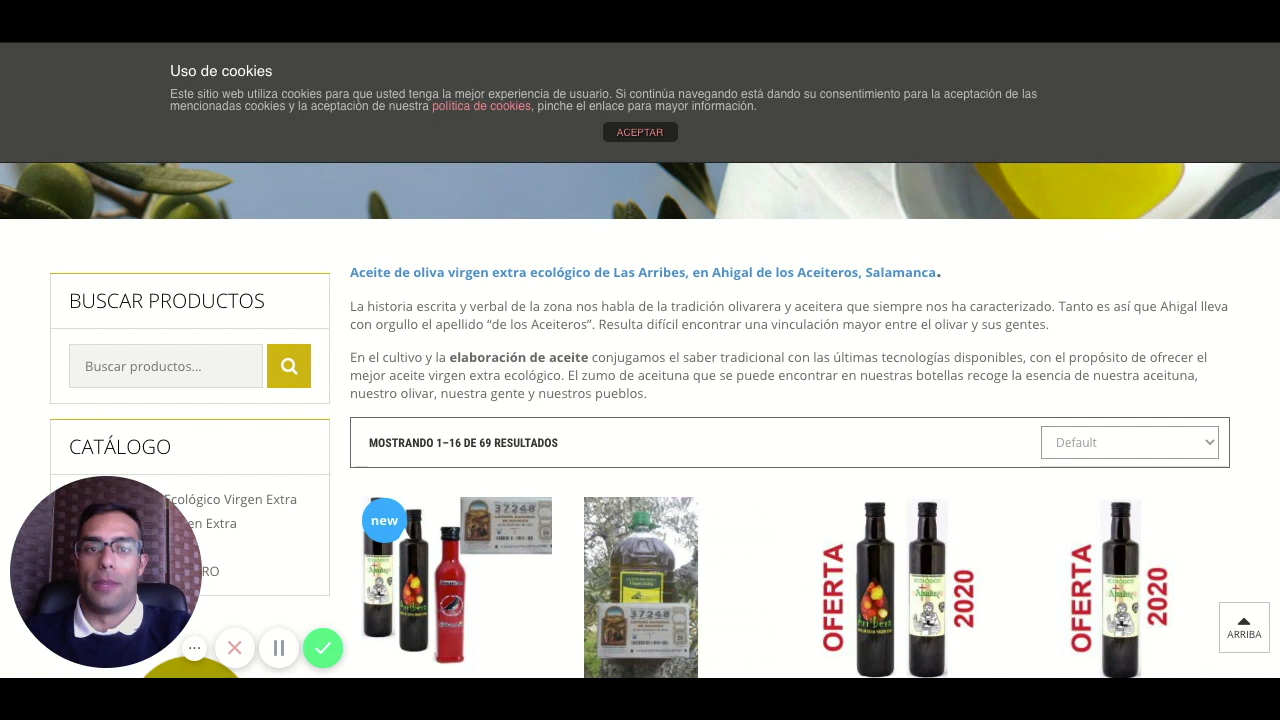 Uso de cookies
Este sitio web utiliza cookies para que usted tenga la mejor experiencia de usuario. Si continúa navegando está dando su consentimiento para la aceptación de las
mencionadas cookies y la aceptación de nuestra política de cookies, pinche el enlace para mayor información.
ACEPTAR
BUSCAR PRODUCTOS
Buscar productos...
CATÁLOGO
Ecológico Virgen Extra
en Extra
RO
Aceite de oliva virgen extra ecológico de Las Arribes, en Ahigal de los Aceiteros, Salamanca.
La historia escrita y verbal de la zona nos habla de la tradición olivarera y aceitera que siempre nos ha caracterizado. Tanto es así que Ahigal lleva
con orgullo el apellido “de los Aceiteros”. Resulta difícil encontrar una vinculación mayor entre el olivar y sus gentes.
En el cultivo y la elaboración de aceite conjugamos el saber tradicional con las últimas tecnologías disponibles, con el propósito de ofrecer el
mejor aceite virgen extra ecológico. El zumo de aceituna que se puede encontrar en nuestras botellas recoge la esencia de nuestra aceituna,
nuestro olivar, nuestra gente y nuestros pueblos.
MOSTRANDO 1–16 DE 69 RESULTADOS
Default
new
37248
37248
OFERTA
2020
OFERTA
2020
ARRIBA